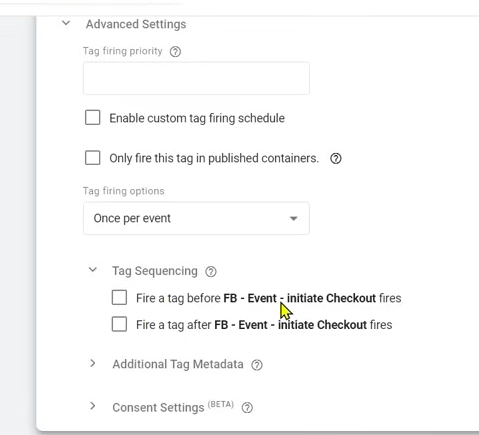 Advanced Settings
Tag firing priority
Enable custom tag firing schedule
Only fire this tag in published containers.
Tag firing options
Once per event
Tag Sequencing
Fire a tag before FB - Event - initiate Checkout fires
Fire a tag after FB - Event - initiate Checkout fires
Additional Tag Metadata
Consent Settings (BETA)